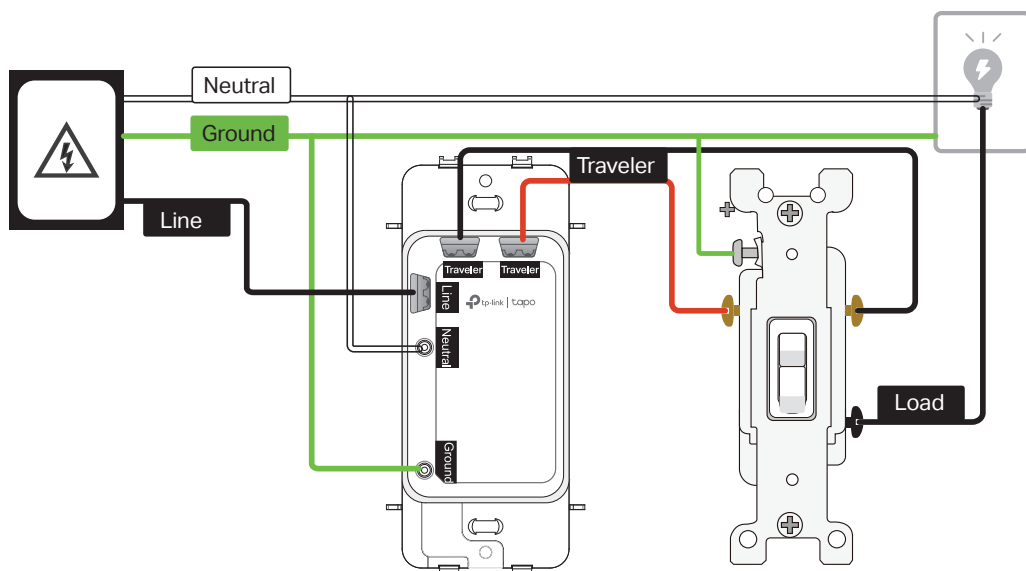 Neutral
Ground
Traveler
Line
Traveler
Traveler
Line
tp-link | tapo
Neutral
Load
Ground